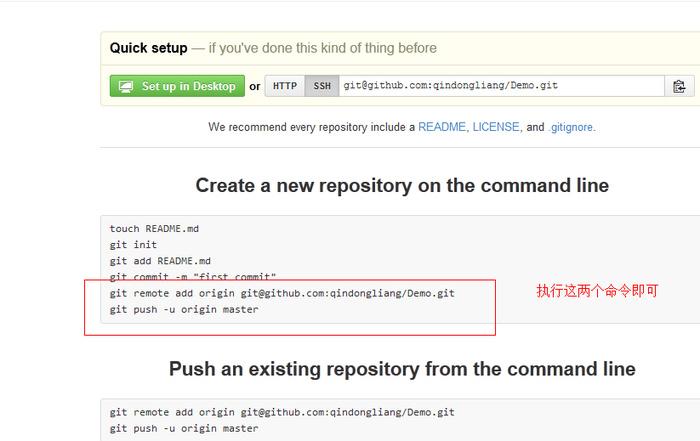 Quick setup — if you've done this kind of thing before
Set up in Desktop or HTTP SSH git@github.com:qindongliang/Demo.git
We recommend every repository include a README, LICENSE, and .gitignore.
Create a new repository on the command line
touch README.md
git init
git add README.md
git commit -m "first commit"
git remote add origin git@github.com:qindongliang/Demo.git
执行这两个命令即可
git push -u origin master
Push an existing repository from the command line
git remote add origin git@github.com:qindongliang/Demo.git
git push -u origin master